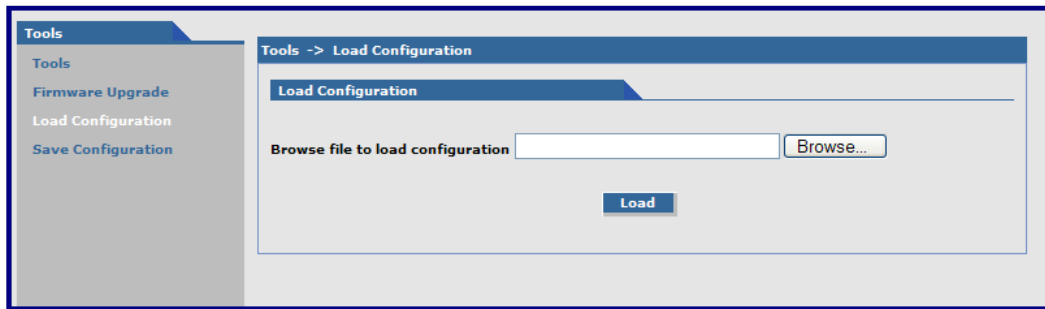 Tools
Tools
Firmware Upgrade
Load Configuration
Save Configuration
Tools -> Load Configuration
Load Configuration
Browse file to load configuration Browse...
Load